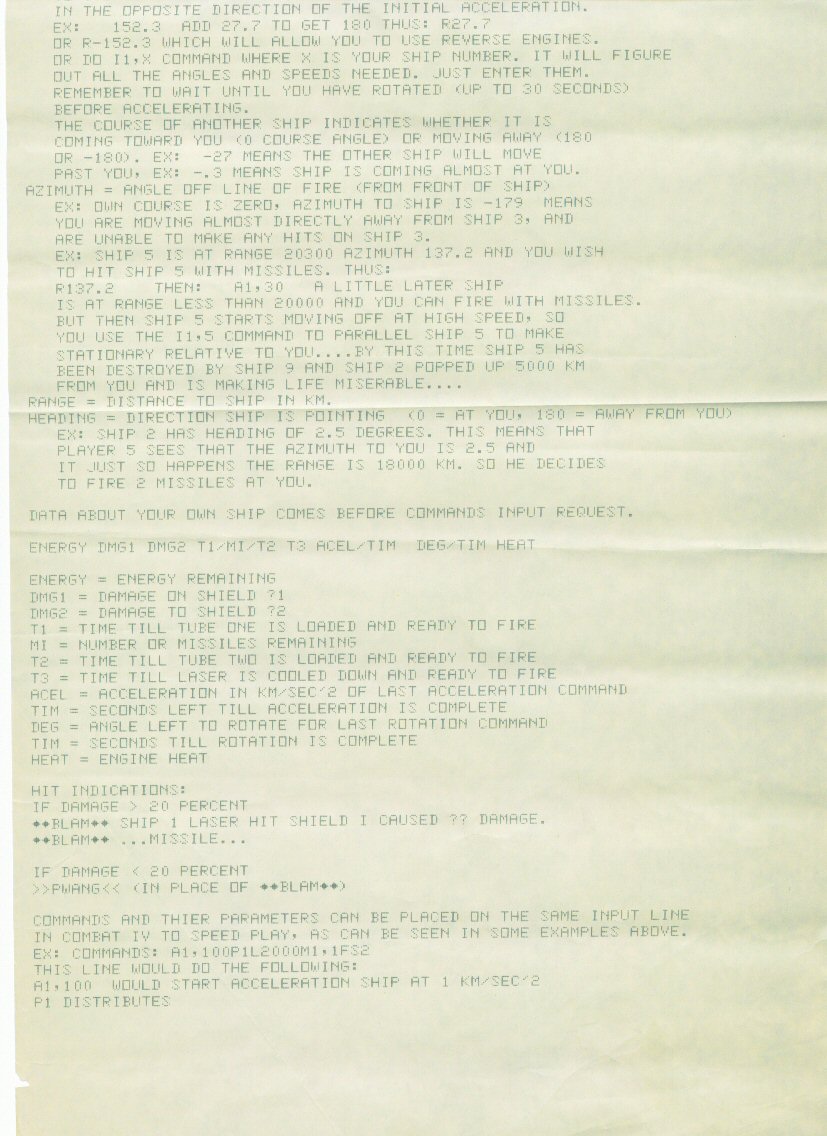 IN THE OPPOSITE DIRECTION OF THE INITIAL ACCELERATION.
EX:   152.3  ADD 27.7 TO GET 180 THUS: R27.7
OR R-152.3 WHICH WILL ALLOW YOU TO USE REVERSE ENGINES.
OR DO I1,X COMMAND WHERE X IS YOUR SHIP NUMBER. IT WILL FIGURE
OUT ALL THE ANGLES AND SPEEDS NEEDED. JUST ENTER THEM.
REMEMBER TO WAIT UNTIL YOU HAVE ROTATED (UP TO 30 SECONDS)
BEFORE ACCELERATING.
THE COURSE OF ANOTHER SHIP INDICATES WHETHER IT IS
COMING TOWARD YOU (0 COURSE ANGLE) OR MOVING AWAY (180
OR -180). EX:  -27 MEANS THE OTHER SHIP WILL MOVE
PAST YOU, EX: -.3 MEANS SHIP IS COMING ALMOST AT YOU.
AZIMUTH = ANGLE OFF LINE OF FIRE (FROM FRONT OF SHIP)
EX: OWN COURSE IS ZERO, AZIMUTH TO SHIP IS -179  MEANS
YOU ARE MOVING ALMOST DIRECTLY AWAY FROM SHIP 3, AND
ARE UNABLE TO MAKE ANY HITS ON SHIP 3.
EX: SHIP 5 IS AT RANGE 20300 AZIMUTH 137.2 AND YOU WISH
TO HIT SHIP 5 WITH MISSILES. THUS:
R137.2    THEN:  A1,30   A LITTLE LATER SHIP
IS AT RANGE LESS THAN 20000 AND YOU CAN FIRE WITH MISSILES.
BUT THEN SHIP 5 STARTS MOVING OFF AT HIGH SPEED, SO
YOU USE THE I1,5 COMMAND TO PARALLEL SHIP 5 TO MAKE
STATIONARY RELATIVE TO YOU....BY THIS TIME SHIP 5 HAS
BEEN DESTROYED BY SHIP 9 AND SHIP 2 POPPED UP 5000 KM
FROM YOU AND IS MAKING LIFE MISERABLE....
RANGE = DISTANCE TO SHIP IN KM.
HEADING = DIRECTION SHIP IS POINTING  (0 = AT YOU, 180 = AWAY FROM YOU)
EX: SHIP 2 HAS HEADING OF 2.5 DEGREES. THIS MEANS THAT
PLAYER 5 SEES THAT THE AZIMUTH TO YOU IS 2.5 AND
IT JUST SO HAPPENS THE RANGE IS 18000 KM. SO HE DECIDES
TO FIRE 2 MISSILES AT YOU.

DATA ABOUT YOUR OWN SHIP COMES BEFORE COMMANDS INPUT REQUEST.

ENERGY DMG1 DMG2 T1/MI/T2 T3 ACEL/TIM  DEG/TIM HEAT

ENERGY = ENERGY REMAINING
DMG1 = DAMAGE ON SHIELD ?1
DMG2 = DAMAGE TO SHIELD ?2
T1 = TIME TILL TUBE ONE IS LOADED AND READY TO FIRE
MI = NUMBER OR MISSILES REMAINING
T2 = TIME TILL TUBE TWO IS LOADED AND READY TO FIRE
T3 = TIME TILL LASER IS COOLED DOWN AND READY TO FIRE
ACEL = ACCELERATION IN KM/SEC^2 OF LAST ACCELERATION COMMAND
TIM = SECONDS LEFT TILL ACCELERATION IS COMPLETE
DEG = ANGLE LEFT TO ROTATE FOR LAST ROTATION COMMAND
TIM = SECONDS TILL ROTATION IS COMPLETE
HEAT = ENGINE HEAT

HIT INDICATIONS:
IF DAMAGE > 20 PERCENT
**BLAM** SHIP 1 LASER HIT SHIELD I CAUSED ?? DAMAGE.
**BLAM** ...MISSILE...

IF DAMAGE < 20 PERCENT
>>PWANG<< (IN PLACE OF **BLAM**)

COMMANDS AND THIER PARAMETERS CAN BE PLACED ON THE SAME INPUT LINE
IN COMBAT IV TO SPEED PLAY, AS CAN BE SEEN IN SOME EXAMPLES ABOVE.
EX: COMMANDS: A1,100P1L2000M1,1FS2
THIS LINE WOULD DO THE FOLLOWING:
A1,100  WOULD START ACCELERATION SHIP AT 1 KM/SEC^2
P1 DISTRIBUTES